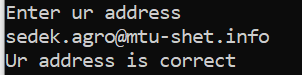 Enter ur address
sedek.agro@mtu-shet.info
Ur address is correct